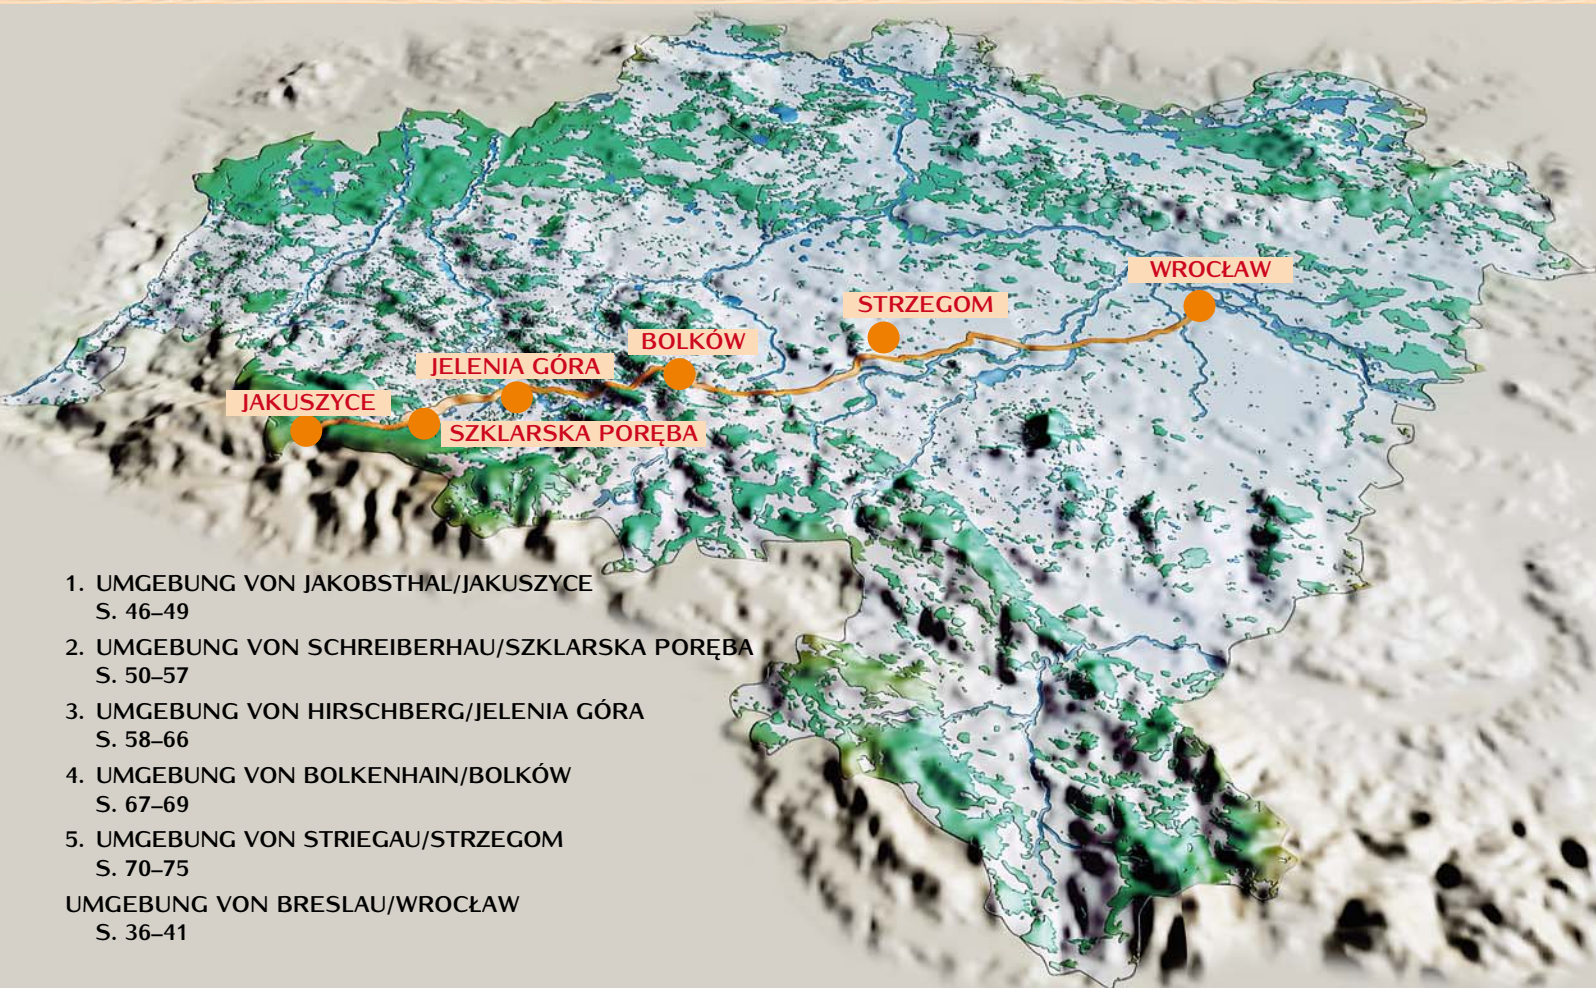 WROCŁAW
STRZEGOM
BOLKÓW
JELENIA GÓRA
JAKUSZYCE
SZKLARSKA PORĘBA
1. UMGEBUNG VON JAKOBSTHAL/JAKUSZYCE
S. 46–49
2. UMGEBUNG VON SCHREIBERHAU/SZKLARSKA PORĘBA
S. 50–57
3. UMGEBUNG VON HIRSCHBERG/JELENIA GÓRA
S. 58–66
4. UMGEBUNG VON BOLKENHAIN/BOLKÓW
S. 67–69
5. UMGEBUNG VON STRIEGAU/STRZEGOM
S. 70–75
UMGEBUNG VON BRESLAU/WROCŁAW
S. 36–41